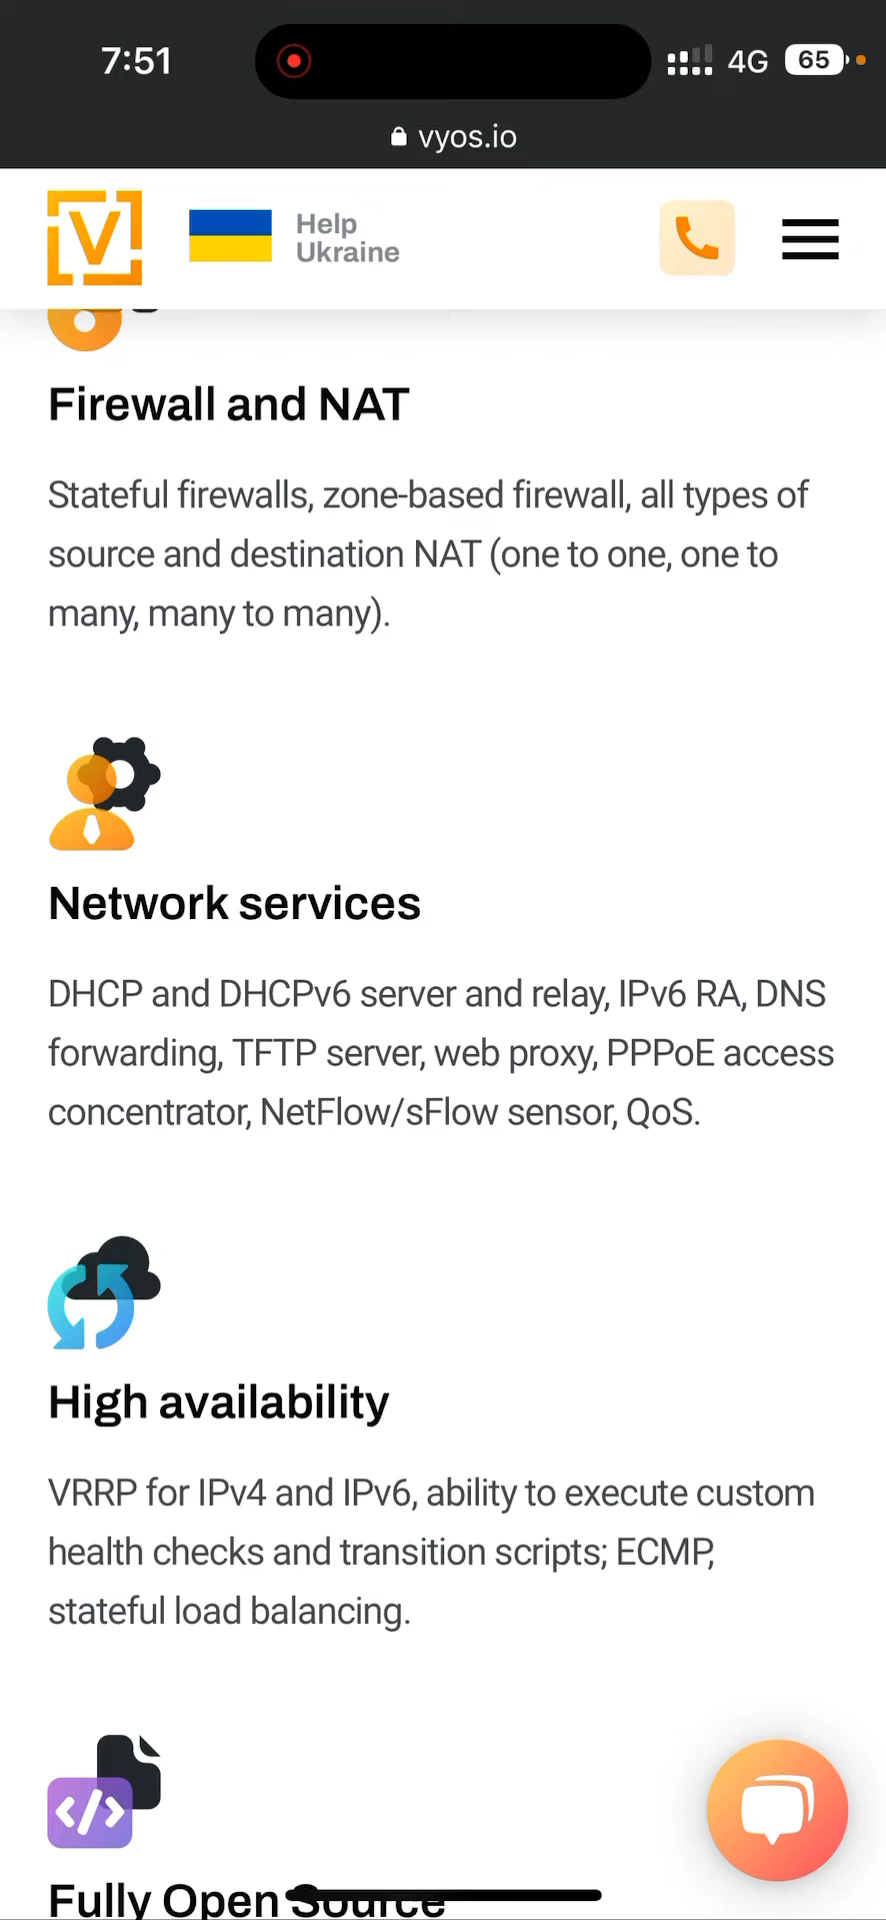 7:51
4G
65
vyos.io
V
Help
Ukraine
Firewall and NAT
Stateful firewalls, zone-based firewall, all types of
source and destination NAT (one to one, one to
many, many to many).
Network services
DHCP and DHCPv6 server and relay, IPv6 RA, DNS
forwarding, TFTP server, web proxy, PPPoE access
concentrator, NetFlow/sFlow sensor, QoS.
High availability
VRRP for IPv4 and IPv6, ability to execute custom
health checks and transition scripts; ECMP,
stateful load balancing.
</>
Fully Open Source